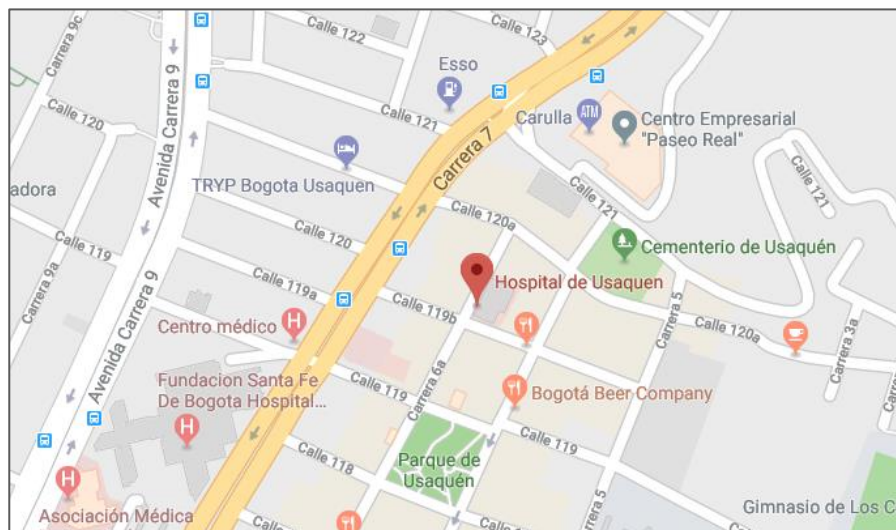 Carrera 9c
Calle 122
Calle 123
Esso
Avenida Carrera 9
Calle 120
Calle 121
Carulla
ATM
Centro Empresarial
"Paseo Real"
Carrera 7
TRYP Bogota Usaquen
adora
Calle 121
Calle 120a
Calle 121
Calle 119
Calle 120
Cementerio de Usaquén
Carrera 9a
Calle 119a
Hospital de Usaquen
Avenida Carrera 9
Centro médico
H
Calle 119b
Carrera 5
Calle 120a
Carrera 3a
Fundacion Santa Fe
De Bogota Hospital...
H
Carrera 6a
Calle 119
Bogotá Beer Company
Calle 119
Calle 118
Parque de
Usaquén
H
Carrera 5
Asociación Médica
Gimnasio de Los C